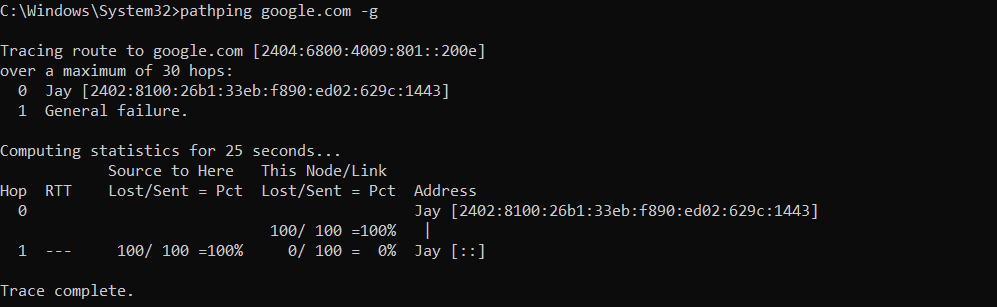 C:\Windows\System32>pathping google.com -g
Tracing route to google.com [2404:6800:4009:801::200e]
over a maximum of 30 hops:
  0  Jay [2402:8100:26b1:33eb:f890:ed02:629c:1443]
  1  General failure.
Computing statistics for 25 seconds...
            Source to Here   This Node/Link
Hop  RTT    Lost/Sent = Pct  Lost/Sent = Pct  Address
  0                                           Jay [2402:8100:26b1:33eb:f890:ed02:629c:1443]
                              100/ 100 =100%   |
  1  ---     100/ 100 =100%     0/ 100 =  0%  Jay [::]
Trace complete.